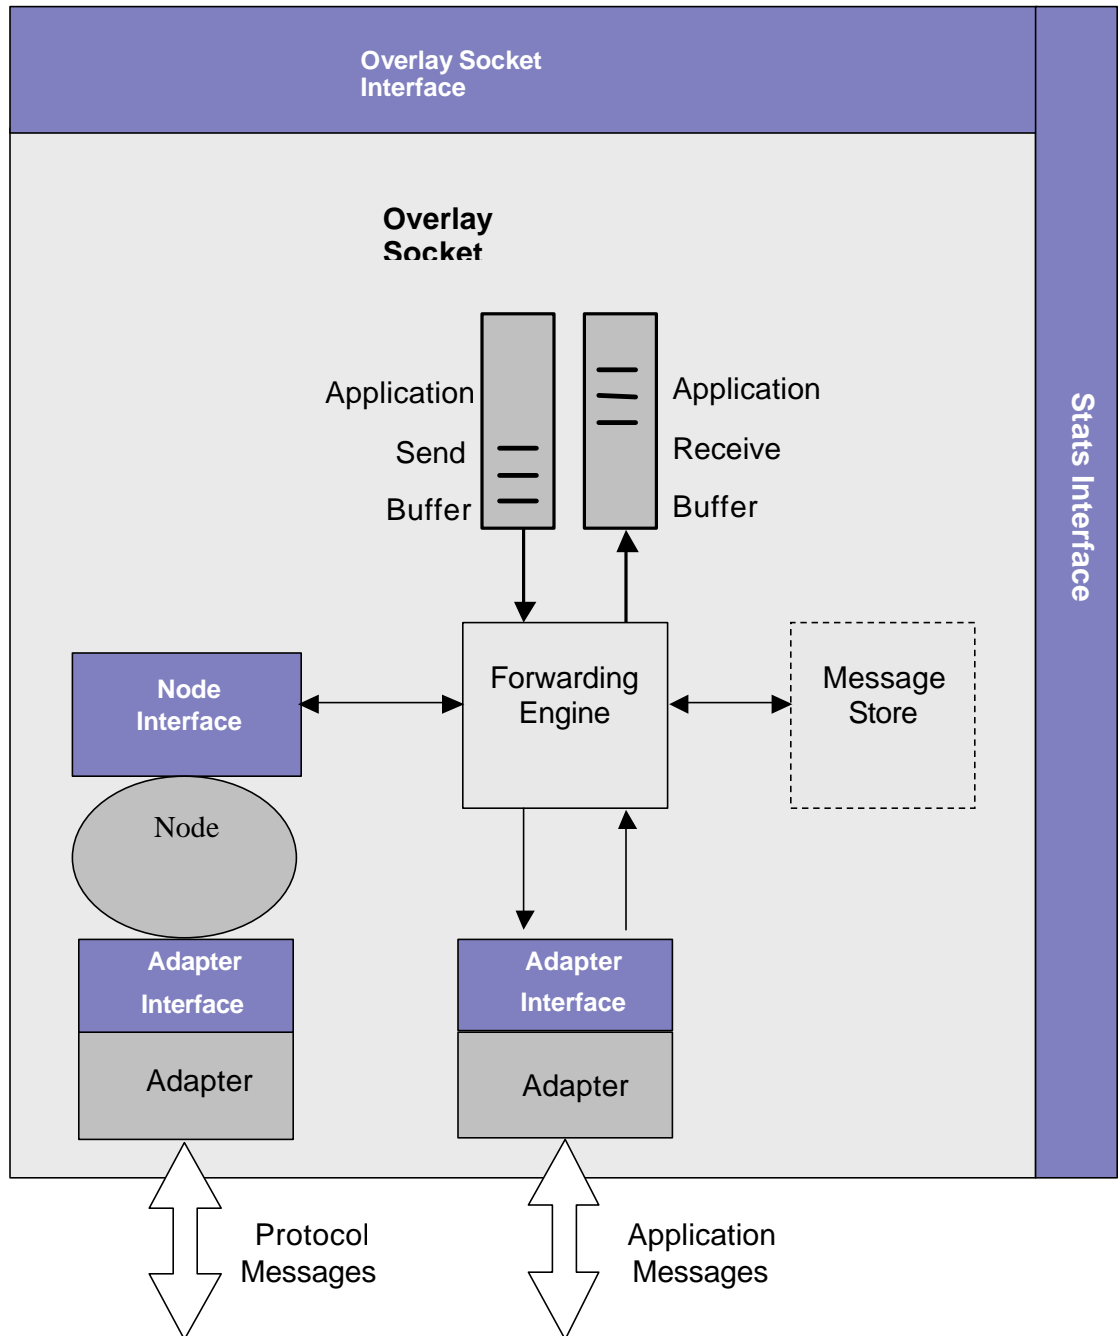 Overlay Socket
Interface
Stats Interface
Overlay
Socket
Application
Send
Buffer
Application
Receive
Buffer
Node
Interface
Forwarding
Engine
Message
Store
Node
Adapter
Interface
Adapter
Adapter
Interface
Adapter
Protocol
Messages
Application
Messages